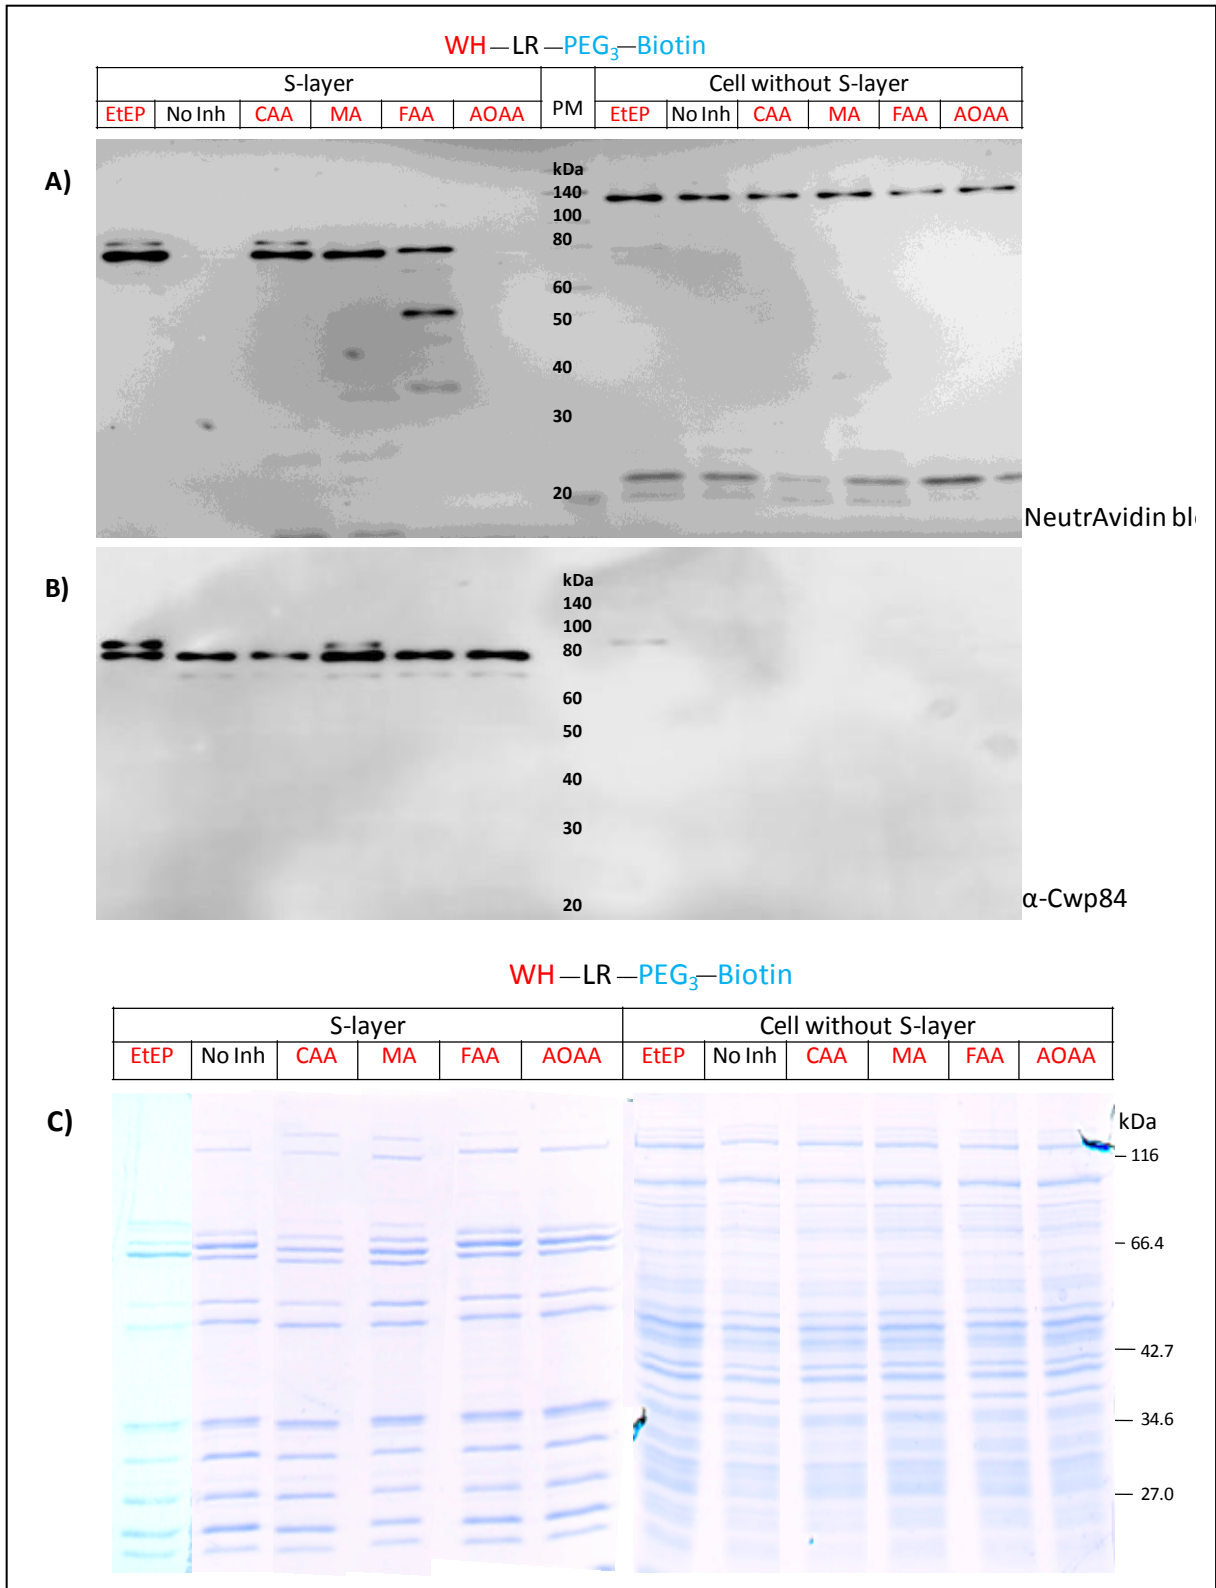 WH—LR—PEG3—Biotin
S-layer PM Cell without S-layer
EtEP No Inh CAA MA FAA AOAA EtEP No Inh CAA MA FAA AOAA
A)
kDa
140
100
80
60
50
40
30
20
NeutrAvidin bl
B)
kDa
140
100
80
60
50
40
30
20
α-Cwp84
WH—LR—PEG3—Biotin
S-layer Cell without S-layer
EtEP No Inh CAA MA FAA AOAA EtEP No Inh CAA MA FAA AOAA
C)
kDa
116
66.4
42.7
34.6
27.0